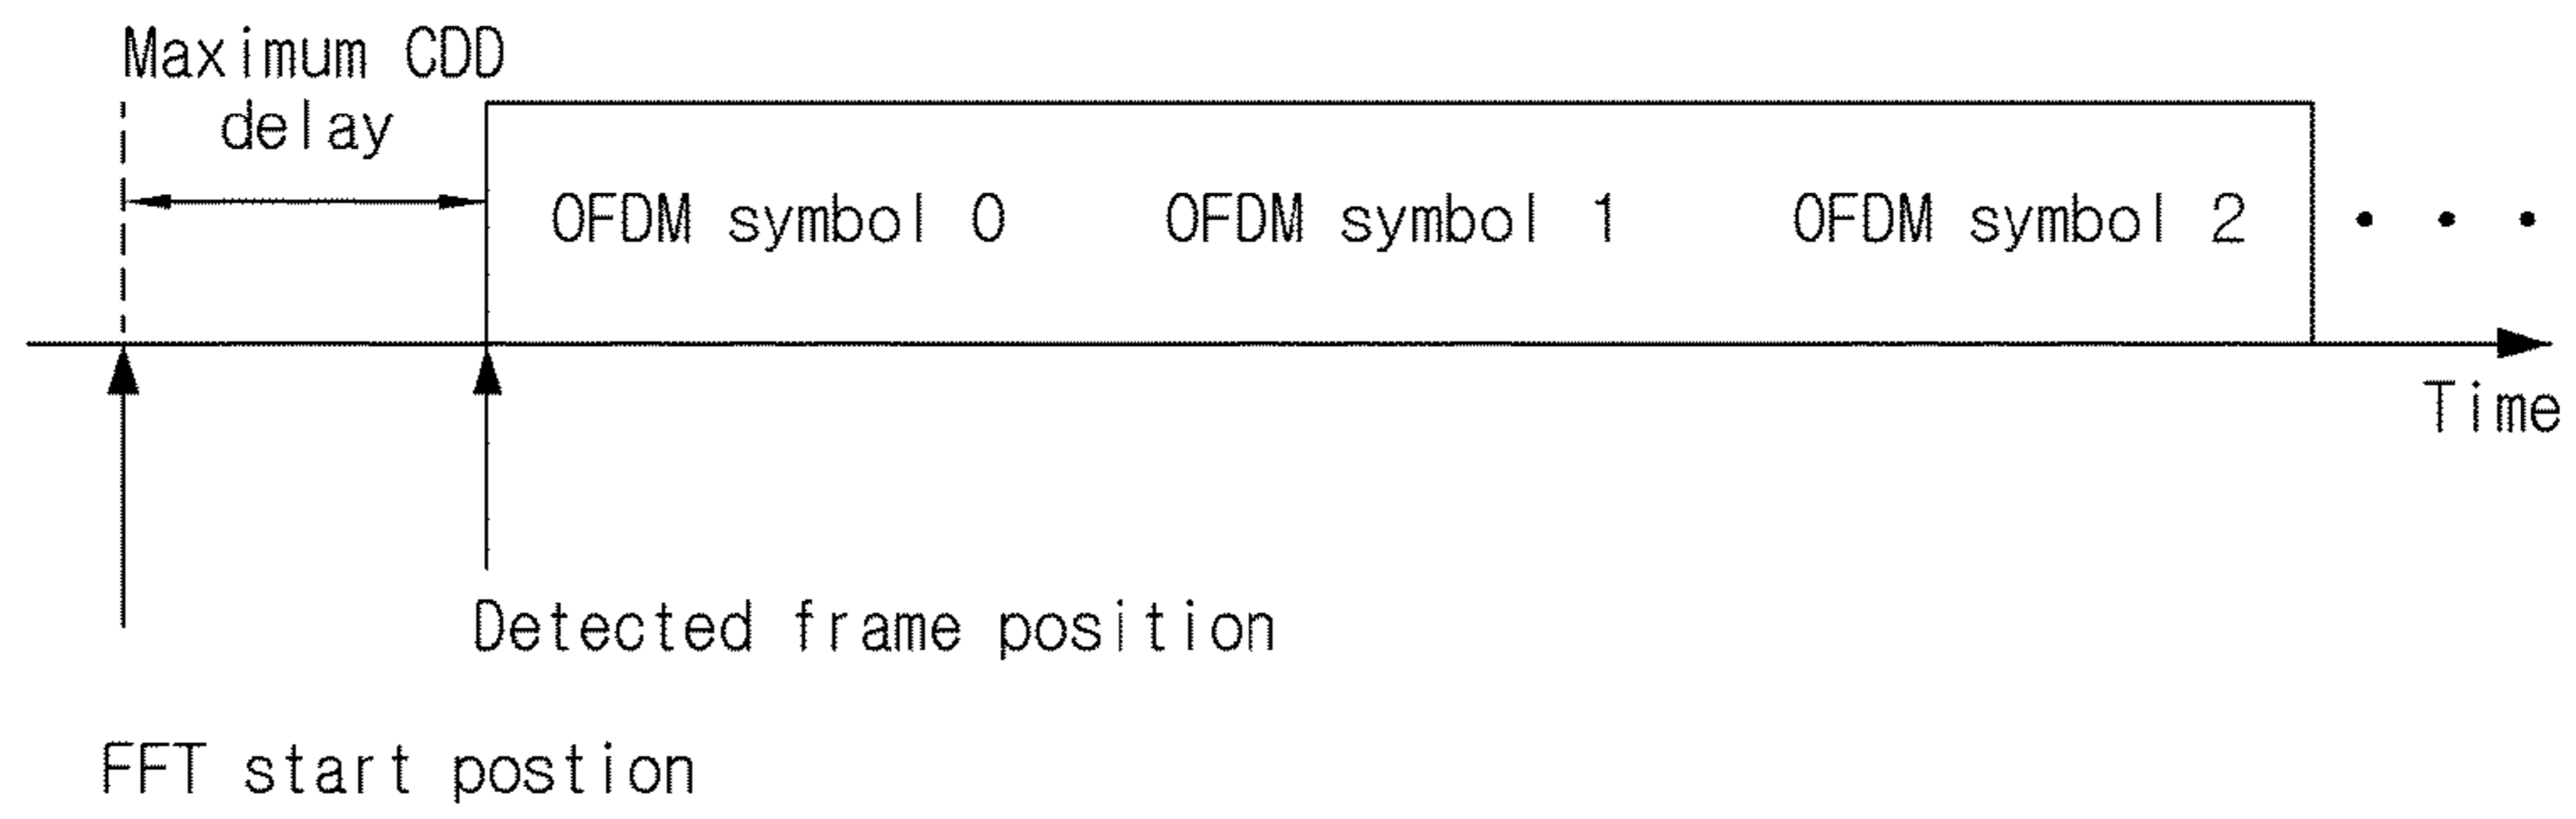 Maximum CDD
delay
OFDM symbol 0 OFDM symbol 1 OFDM symbol 2 • • •
Time
Detected frame position
FFT start postion